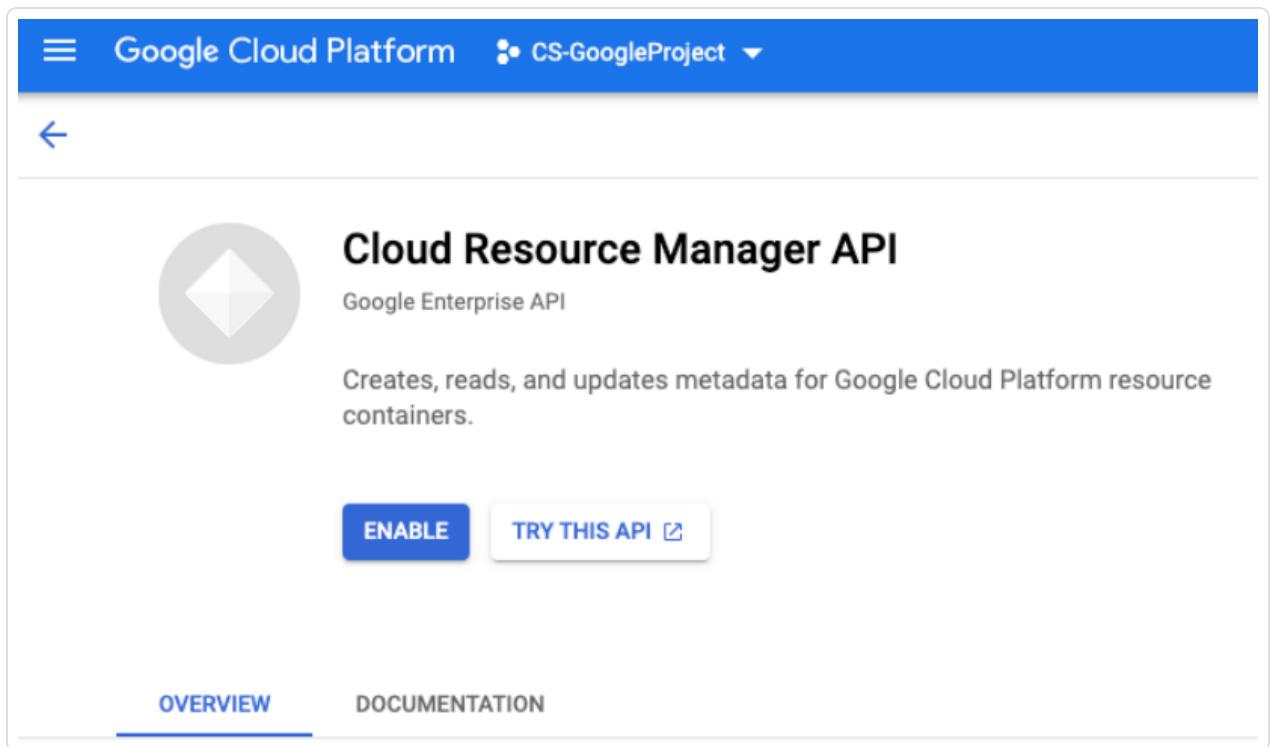 Google Cloud Platform CS-GoogleProject
Cloud Resource Manager API
Google Enterprise API
Creates, reads, and updates metadata for Google Cloud Platform resource
containers.
ENABLE TRY THIS API
OVERVIEW DOCUMENTATION